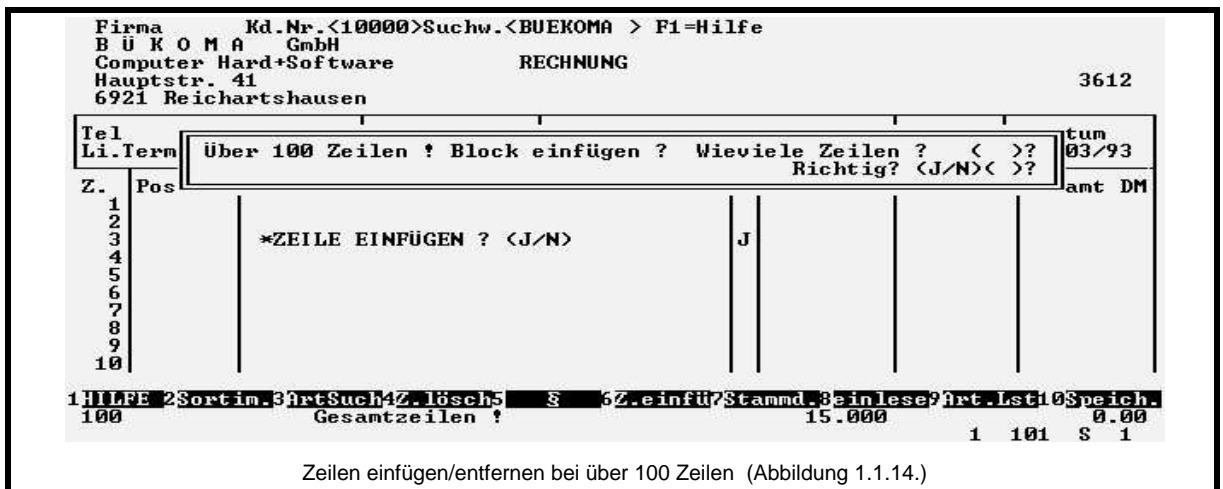 Firma Kd.Nr.<10000>Suchw.<BUEKOMA > F1=Hilfe
B Ü K O M A GmbH
Computer Hard+Software RECHNUNG
Hauptstr. 41 3612
6921 Reichartshausen
Tel tum
Li.Term Über 100 Zeilen ! Block einfügen ? Wieviele Zeilen ? ( )? 03/93
Richtig? (J/N)( )?
Z. Pos amt DM
1
2
3 *ZEILE EINFÜGEN ? (J/N) J
4
5
6
7
8
9
10
1HILFE 2Sortim.3ArtSuch4Z.lösch5 § 6Z.einfü7Stammd.8einlese9Art.Lst10Speich.
100 Gesamtzeilen ! 15.000 0.00
1 101 S 1
Zeilen einfügen/entfernen bei über 100 Zeilen (Abbildung 1.1.14.)